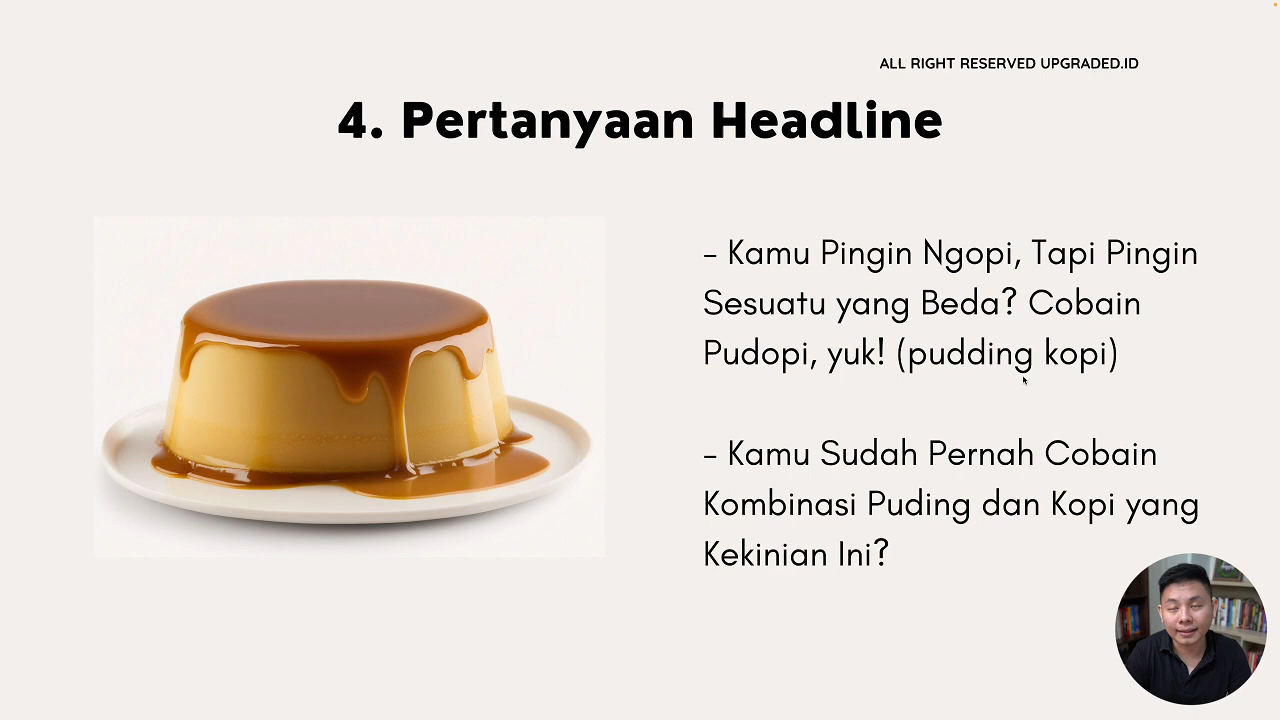 ALL RIGHT RESERVED UPGRADED.ID
4. Pertanyaan Headline
- Kamu Pingin Ngopi, Tapi Pingin
Sesuatu yang Beda? Cobain
Pudopi, yuk! (pudding kopi)
- Kamu Sudah Pernah Cobain
Kombinasi Puding dan Kopi yang
Kekinian Ini?